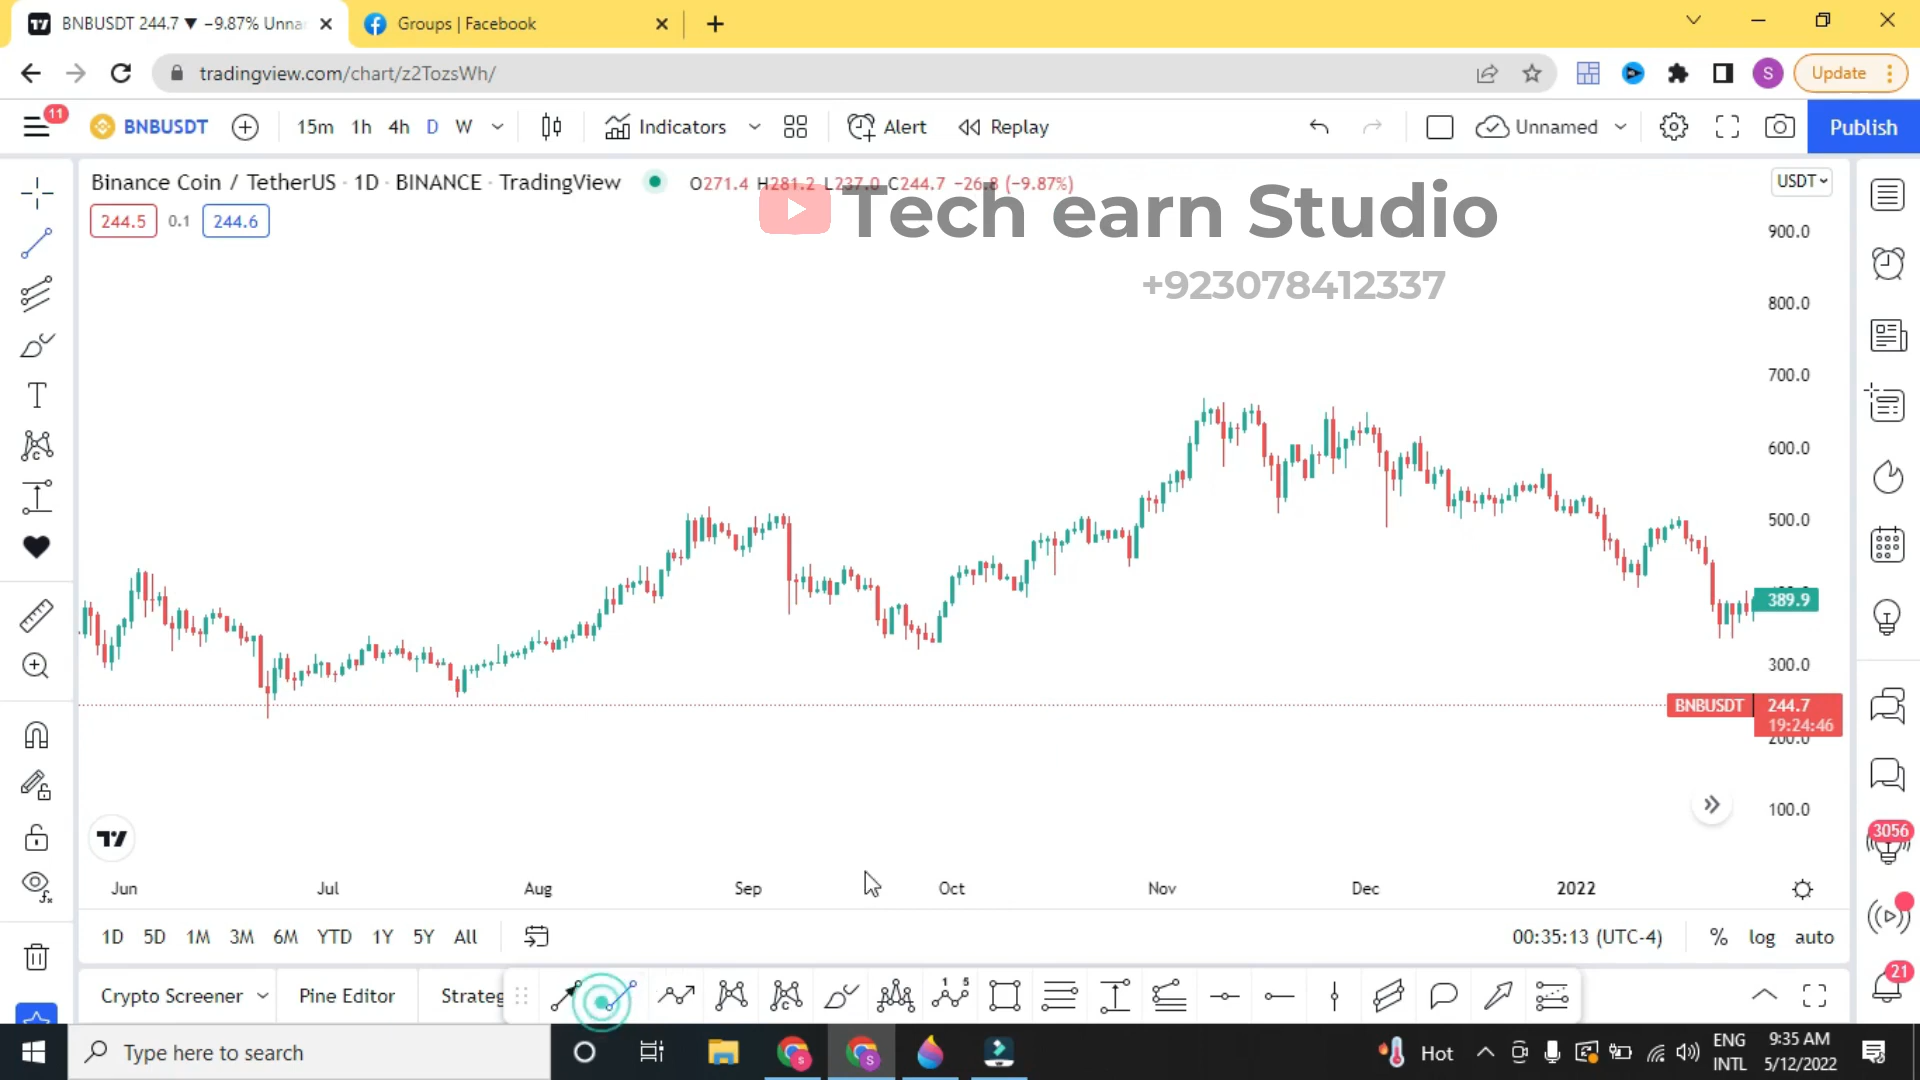 BNBUSDT 244.7 ▼ −9.87% Unna
Groups | Facebook
tradingview.com/chart/z2TozsWh/
S
Update
11
BNBUSDT
15m 1h 4h D W
Indicators
Alert
Replay
Unnamed
Publish
Binance Coin / TetherUS · 1D · BINANCE · TradingView
O271.4 H281.2 L237.0 C244.7 −26.8 (−9.87%)
USDT
244.5 0.1 244.6
Tech earn Studio
+923078412337
900.0
800.0
700.0
600.0
500.0
389.9
300.0
BNBUSDT 244.7
19:24:46
200.0
100.0
3056
Jun Jul Aug Sep Oct Nov Dec 2022
1D 5D 1M 3M 6M YTD 1Y 5Y All
00:35:13 (UTC-4)
% log auto
21
Crypto Screener
Pine Editor
Strateg
Type here to search
Hot
ENG
INTL
9:35 AM
5/12/2022